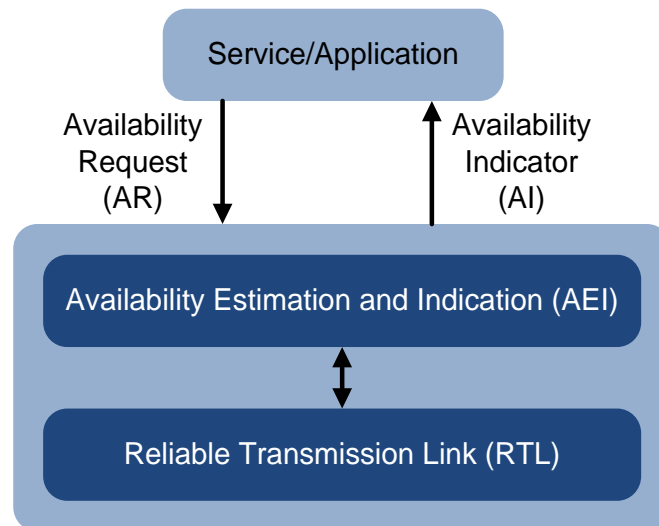 Service/Application
Availability
Request
(AR)
Availability
Indicator
(AI)
Availability Estimation and Indication (AEI)
Reliable Transmission Link (RTL)